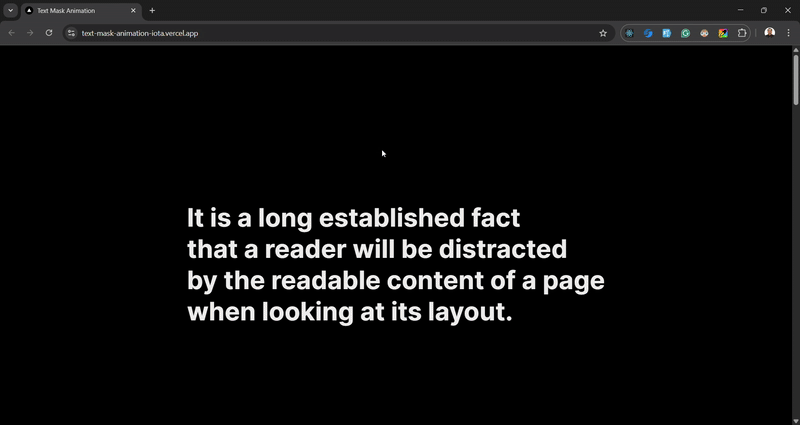 Text Mask Animation
text-mask-animation-iota.vercel.app
It is a long established fact
that a reader will be distracted
by the readable content of a page
when looking at its layout.